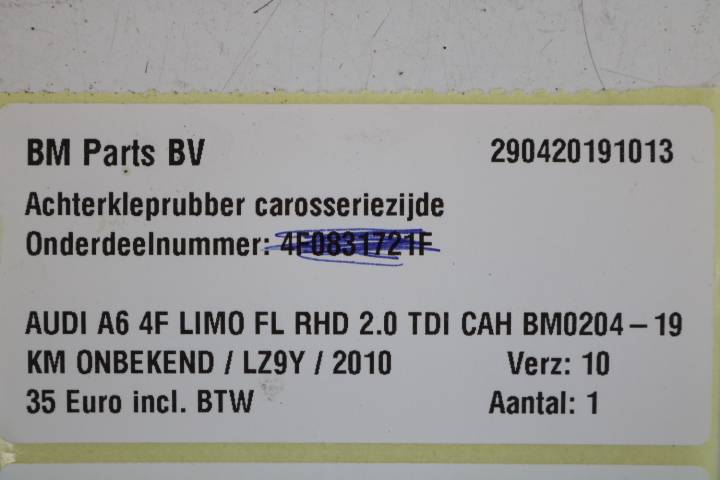 BM Parts BV 290420191013
Achterkleprubber carosseriezijde
Onderdeelnummer: 4F0831721F
AUDI A6 4F LIMO FL RHD 2.0 TDI CAH BM0204-19
KM ONBEKEND / LZ9Y / 2010 Verz: 10
35 Euro incl. BTW Aantal: 1